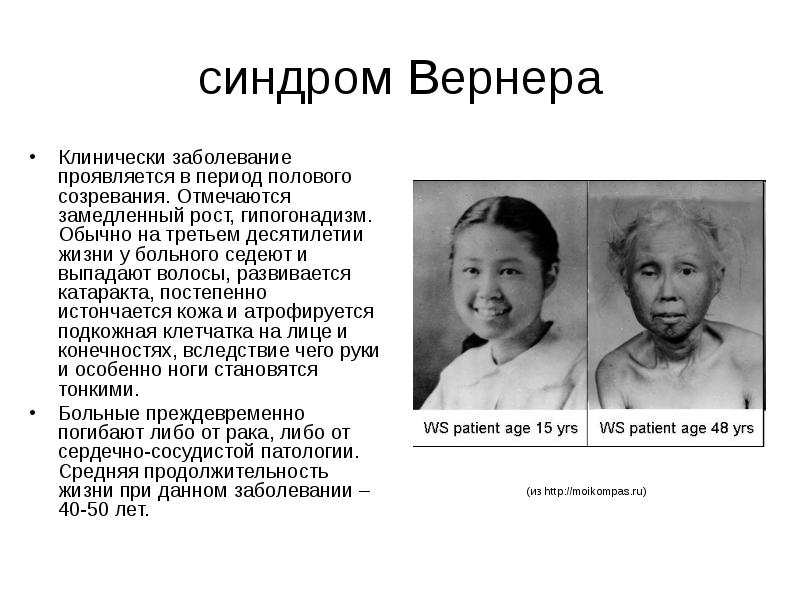 синдром Вернера
• Клинически заболевание
проявляется в период полового
созревания. Отмечаются
замедленный рост, гипогонадизм.
Обычно на третьем десятилетии
жизни у больного седеют и
выпадают волосы, развивается
катаракта, постепенно
истончается кожа и атрофируется
подкожная клетчатка на лице и
конечностях, вследствие чего руки
и особенно ноги становятся
тонкими.
• Больные преждевременно
погибают либо от рака, либо от
сердечно-сосудистой патологии.
Средняя продолжительность
жизни при данном заболевании –
40-50 лет.
WS patient age 15 yrs
WS patient age 48 yrs
(из http://moikompas.ru)